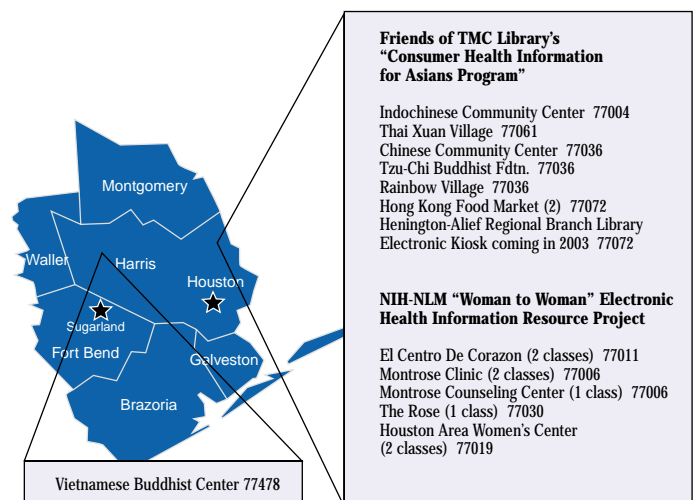 Friends of TMC Library's
“Consumer Health Information
for Asians Program”
Indochinese Community Center 77004
Thai Xuan Village 77061
Chinese Community Center 77036
Tzu-Chi Buddhist Fdtn. 77036
Rainbow Village 77036
Hong Kong Food Market (2) 77072
Henington-Alief Regional Branch Library
Electronic Kiosk coming in 2003 77072
NIH-NLM “Woman to Woman” Electronic
Health Information Resource Project
El Centro De Corazon (2 classes) 77011
Montrose Clinic (2 classes) 77006
Montrose Counseling Center (1 class) 77006
The Rose (1 class) 77030
Houston Area Women's Center
(2 classes) 77019
Montgomery
Waller
Harris
Houston
Sugarland
Fort Bend
Galveston
Brazoria
Vietnamese Buddhist Center 77478